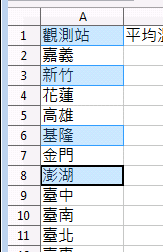 A
1 觀測站 平均
2 嘉義
3 新竹
4 花蓮
5 高雄
6 基隆
7 金門
8 澎湖
9 臺中
10 臺南
11 臺北